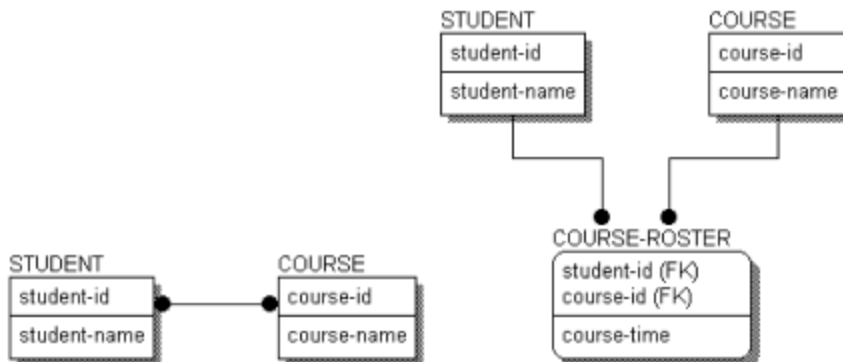 STUDENT
student-id
student-name
COURSE
course-id
course-name
STUDENT
student-id
student-name
COURSE
course-id
course-name
COURSE-ROSTER
student-id (FK)
course-id (FK)
course-time